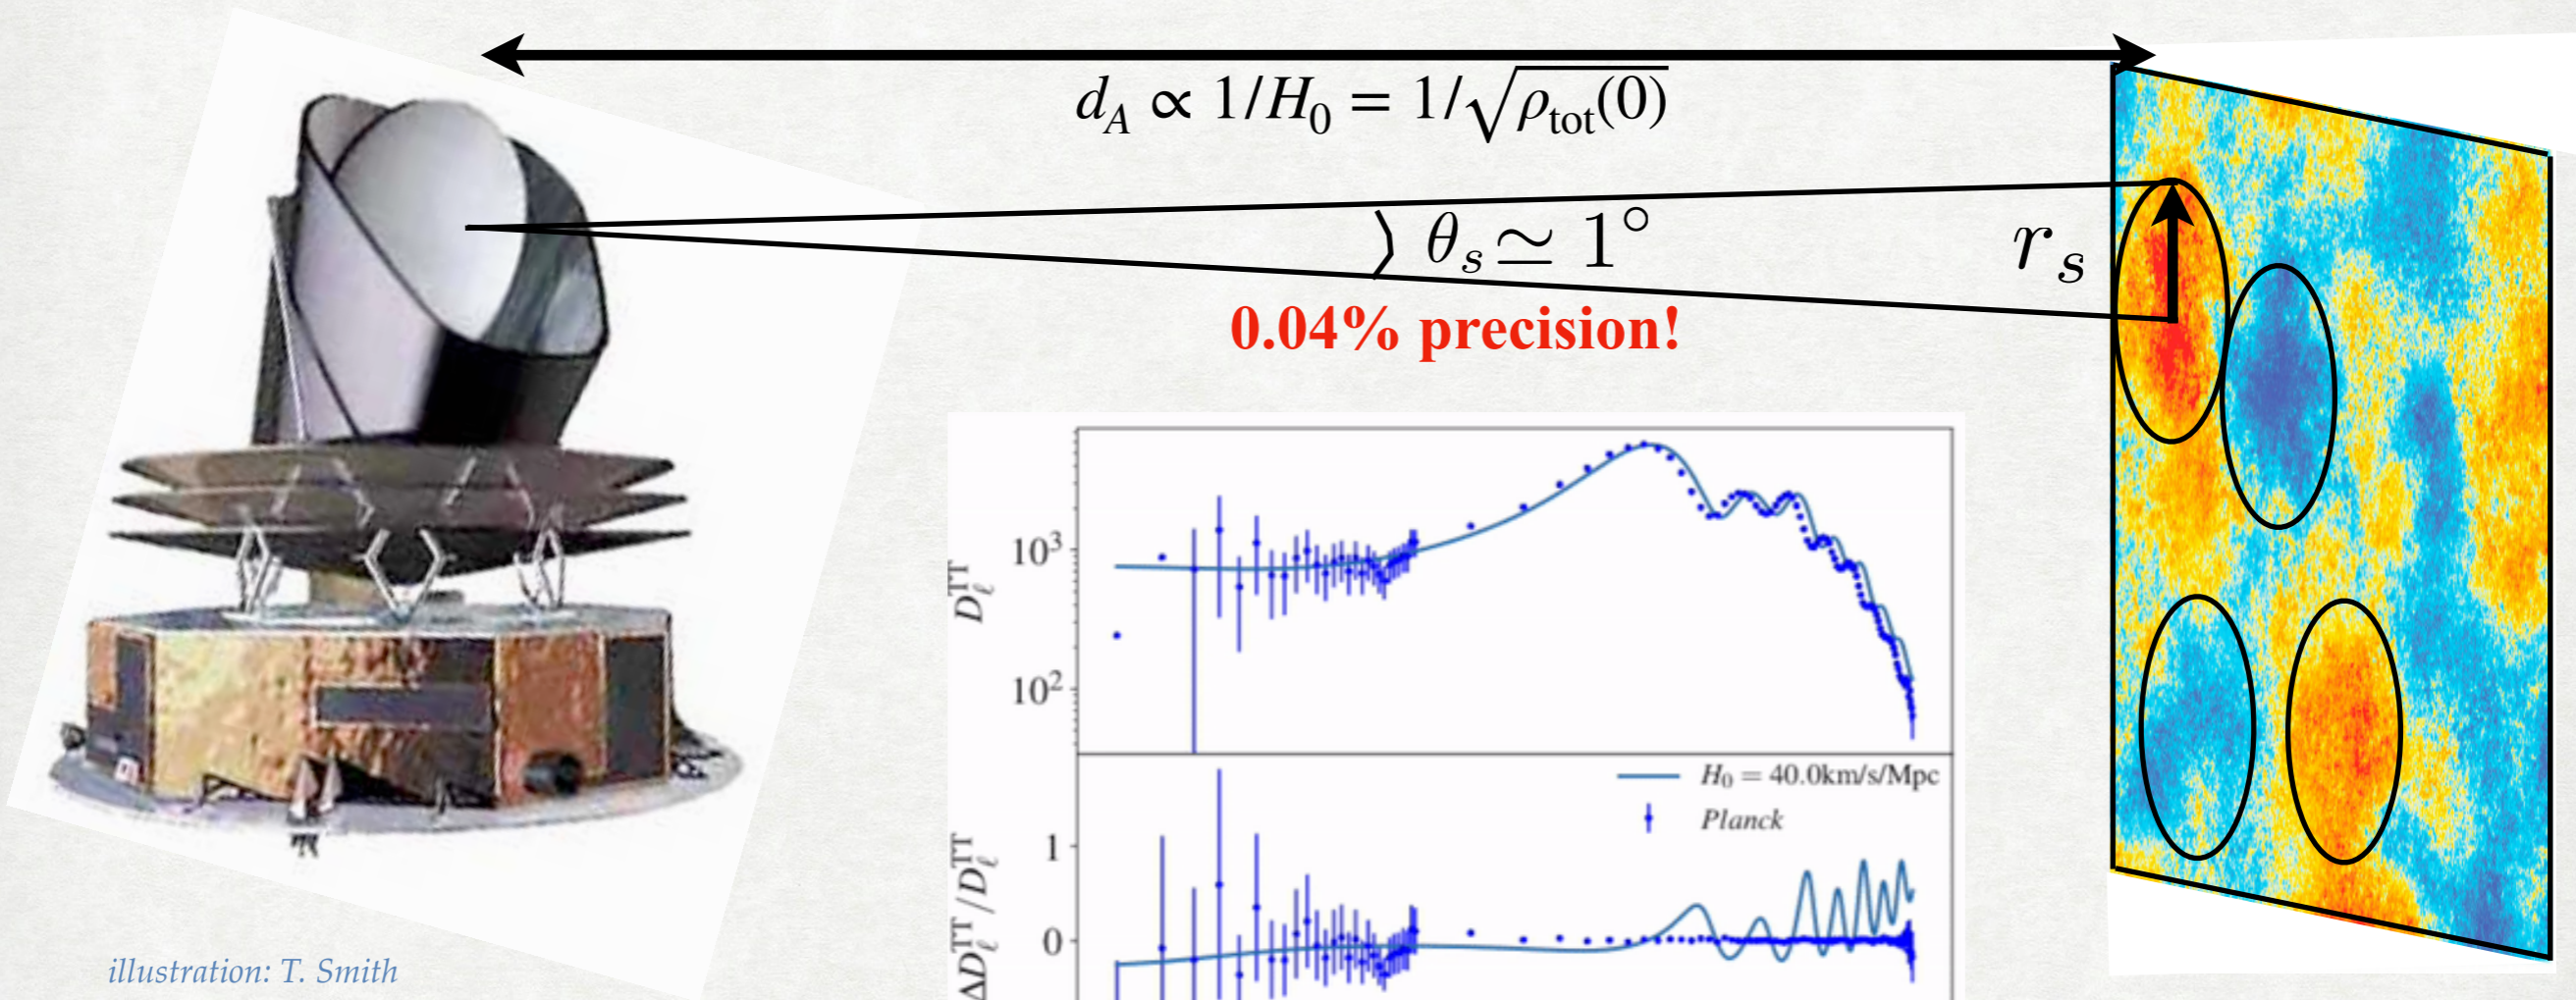 d_A ∝ 1/H_0 = 1/√ρ_tot(0)
θ_s ≃ 1°
r_s
0.04% precision!
10^3
D_ℓ^TT
10^2
H_0 = 40.0km/s/Mpc
Planck
1
ΔD_ℓ^TT/D_ℓ^TT
0
illustration: T. Smith